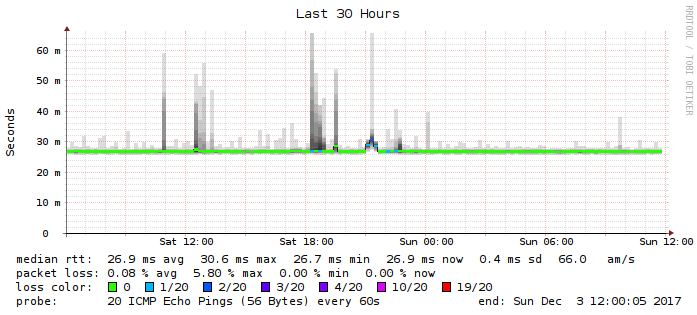 Last 30 Hours
RRDTOOL / TOBI OETIKER
Seconds
60 m
50 m
40 m
30 m
20 m
10 m
0
Sat 12:00 Sat 18:00 Sun 00:00 Sun 06:00 Sun 12:00
median rtt: 26.9 ms avg 30.6 ms max 26.7 ms min 26.9 ms now 0.4 ms sd 66.0 am/s
packet loss: 0.08 % avg 5.80 % max 0.00 % min 0.00 % now
loss color: 0 1/20 2/20 3/20 4/20 10/20 19/20
probe: 20 ICMP Echo Pings (56 Bytes) every 60s end: Sun Dec 3 12:00:05 2017